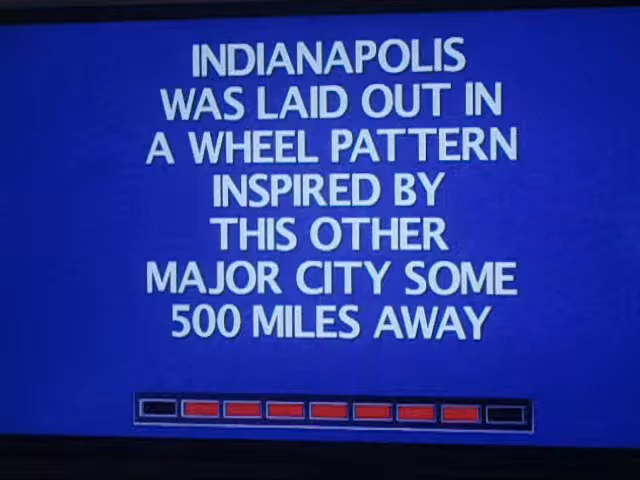 INDIANAPOLIS
WAS LAID OUT IN
A WHEEL PATTERN
INSPIRED BY
THIS OTHER
MAJOR CITY SOME
500 MILES AWAY